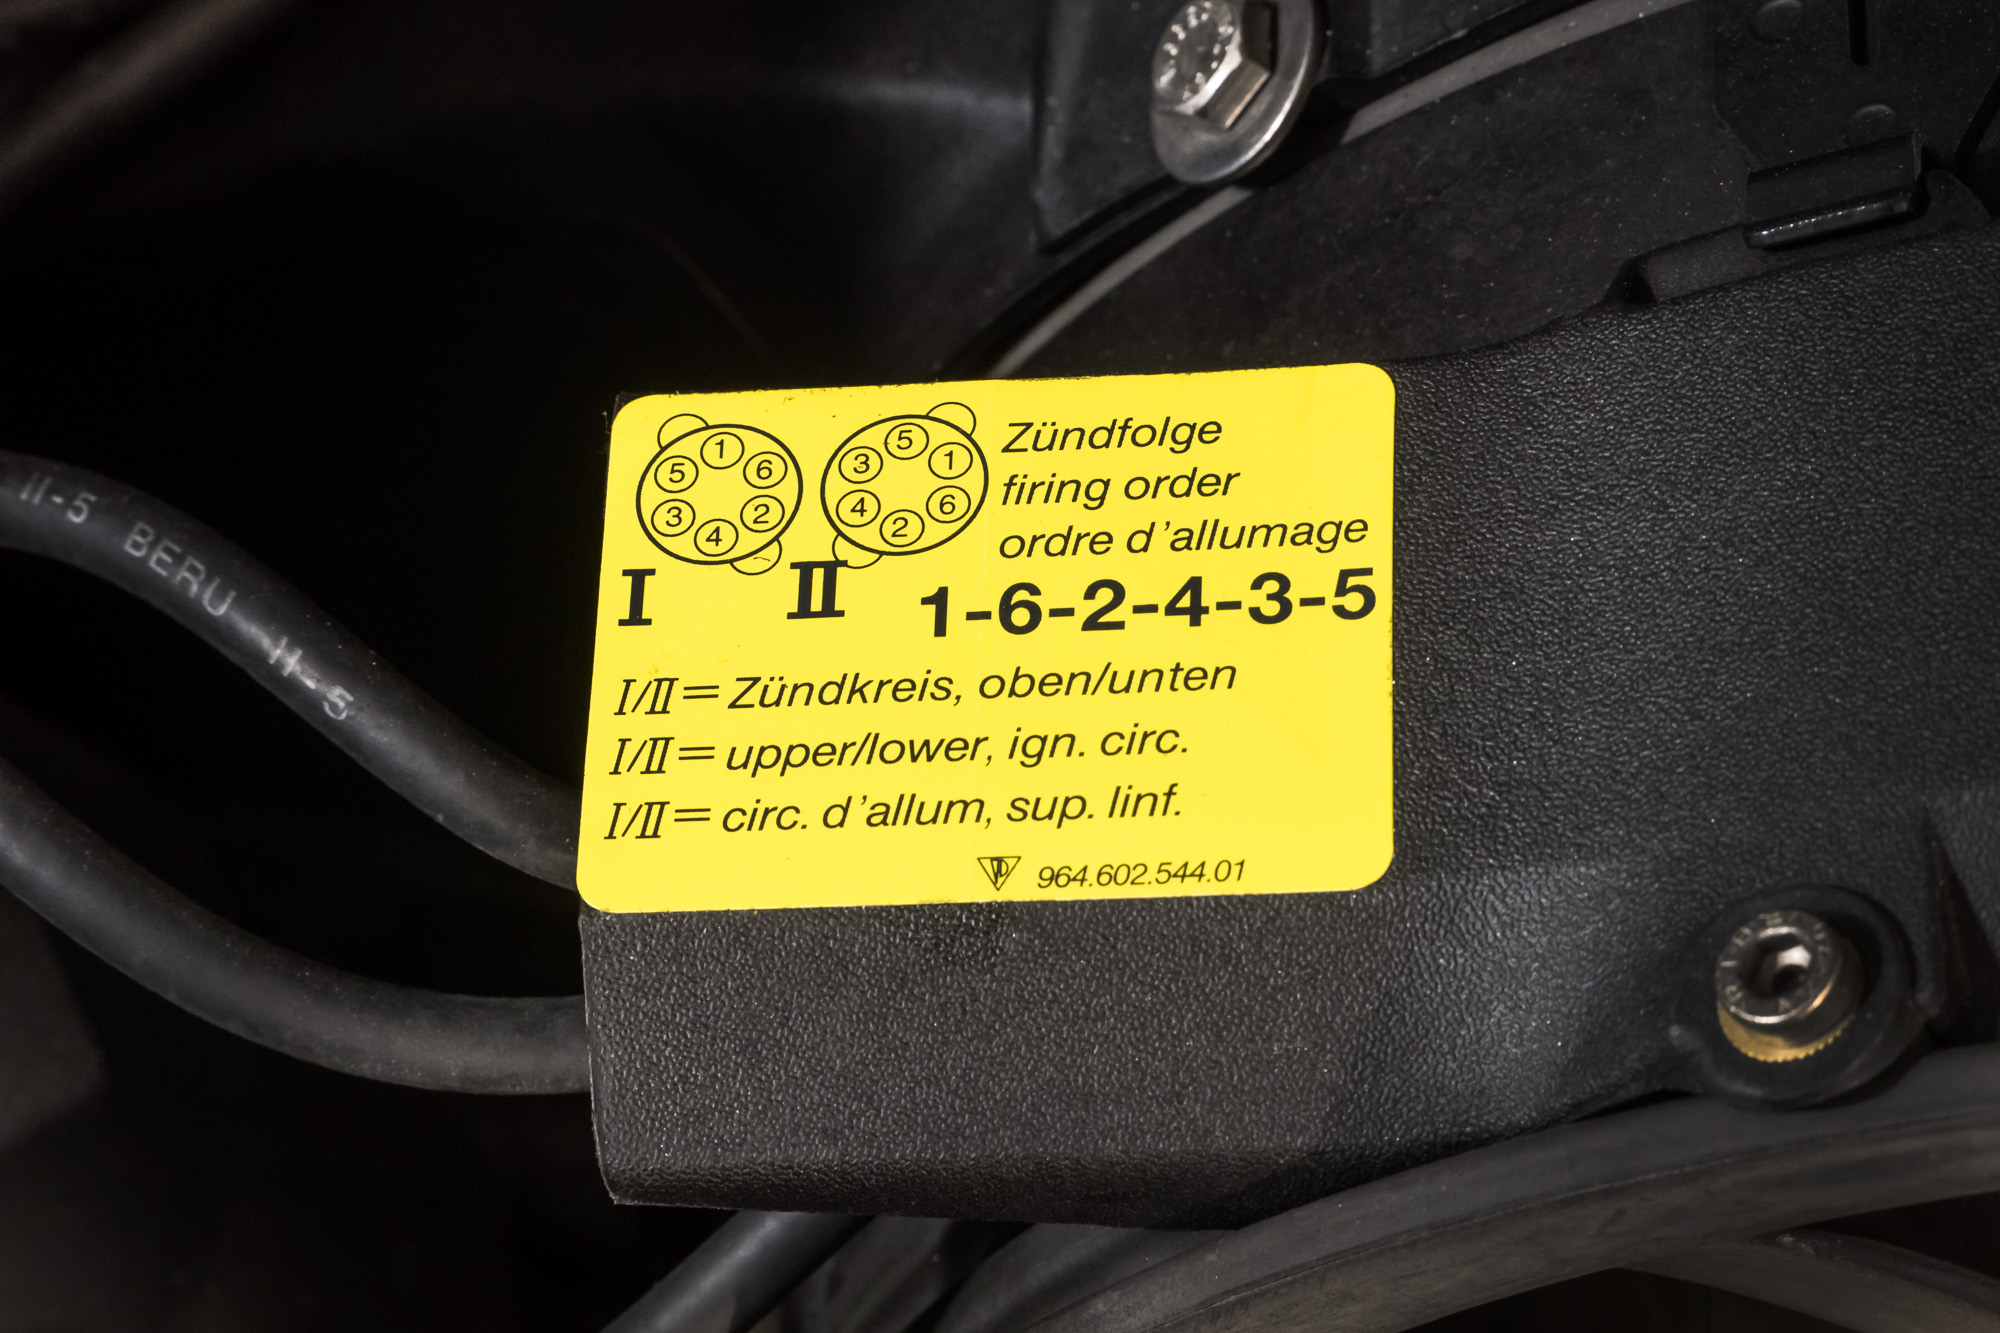 1 6 2 4 3 5
5 1 6 2 4 3
Zündfolge
firing order
ordre d'allumage
I II 1-6-2-4-3-5
I/II = Zündkreis, oben/unten
I/II = upper/lower, ign. circ.
I/II = circ. d'allum, sup. linf.
964.602.544.01
II-5 BERU II-5